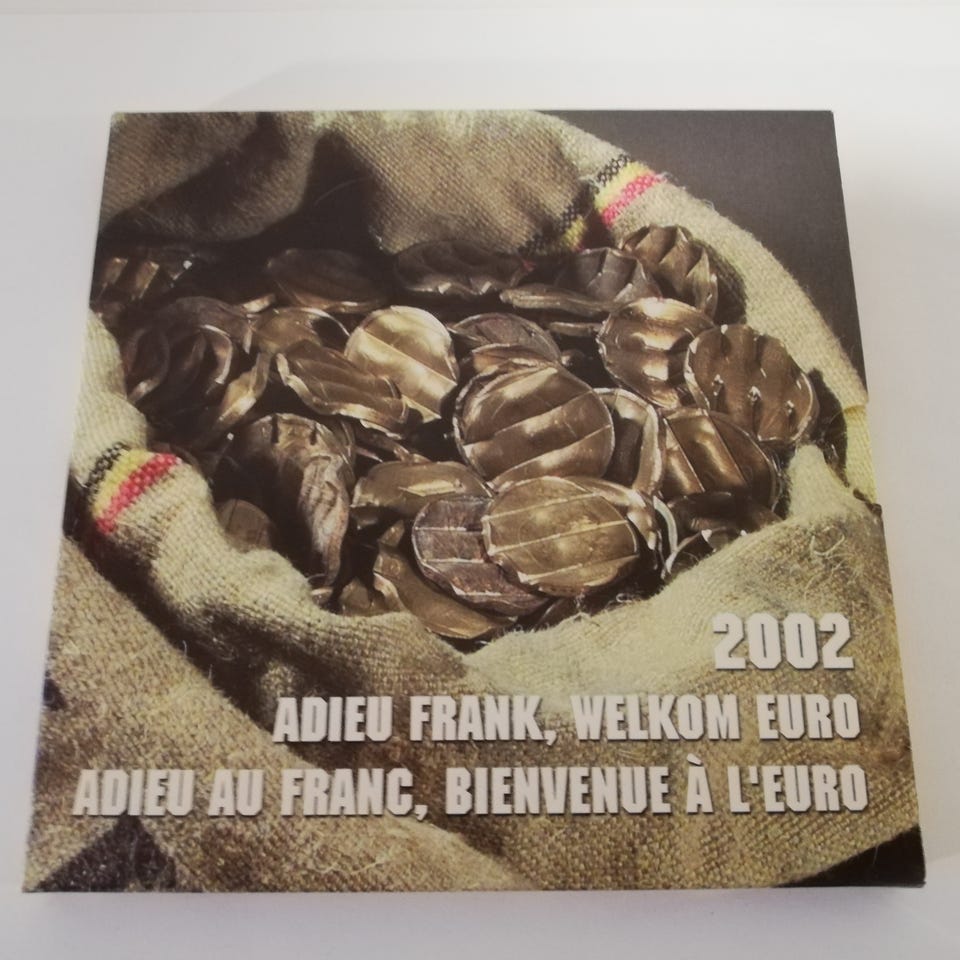 2002
ADIEU FRANK, WELKOM EURO
ADIEU AU FRANC, BIENVENUE À L'EURO